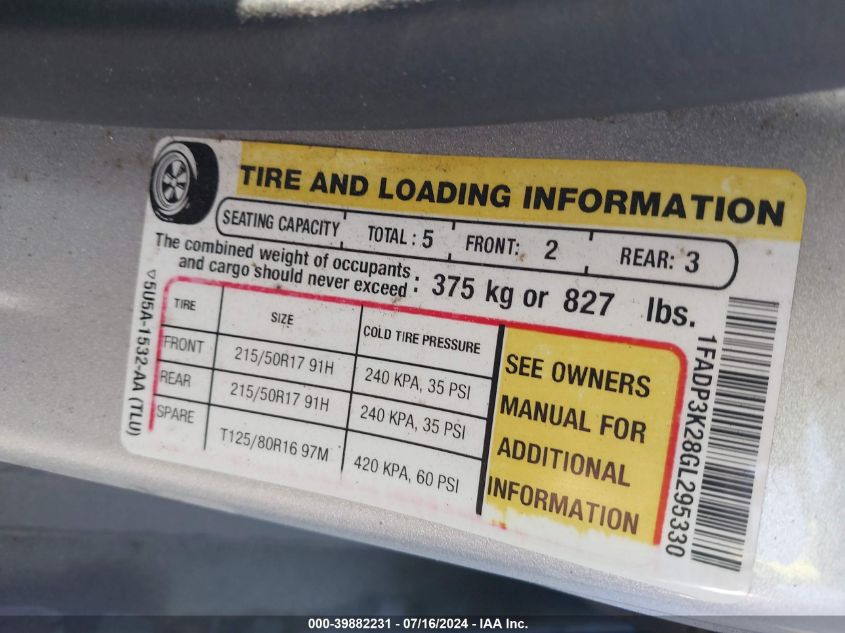 TIRE AND LOADING INFORMATION
SEATING CAPACITY TOTAL : 5 FRONT: 2 REAR: 3
The combined weight of occupants
and cargo should never exceed : 375 kg or 827 lbs.
TIRE SIZE COLD TIRE PRESSURE
FRONT 215/50R17 91H 240 KPA, 35 PSI
REAR 215/50R17 91H 240 KPA, 35 PSI
SPARE T125/80R16 97M 420 KPA, 60 PSI
SEE OWNERS
MANUAL FOR
ADDITIONAL
INFORMATION
5U5A-1532-AA (TLU)
1FADP3K28GL295330
000-39882231 - 07/16/2024 - IAA Inc.